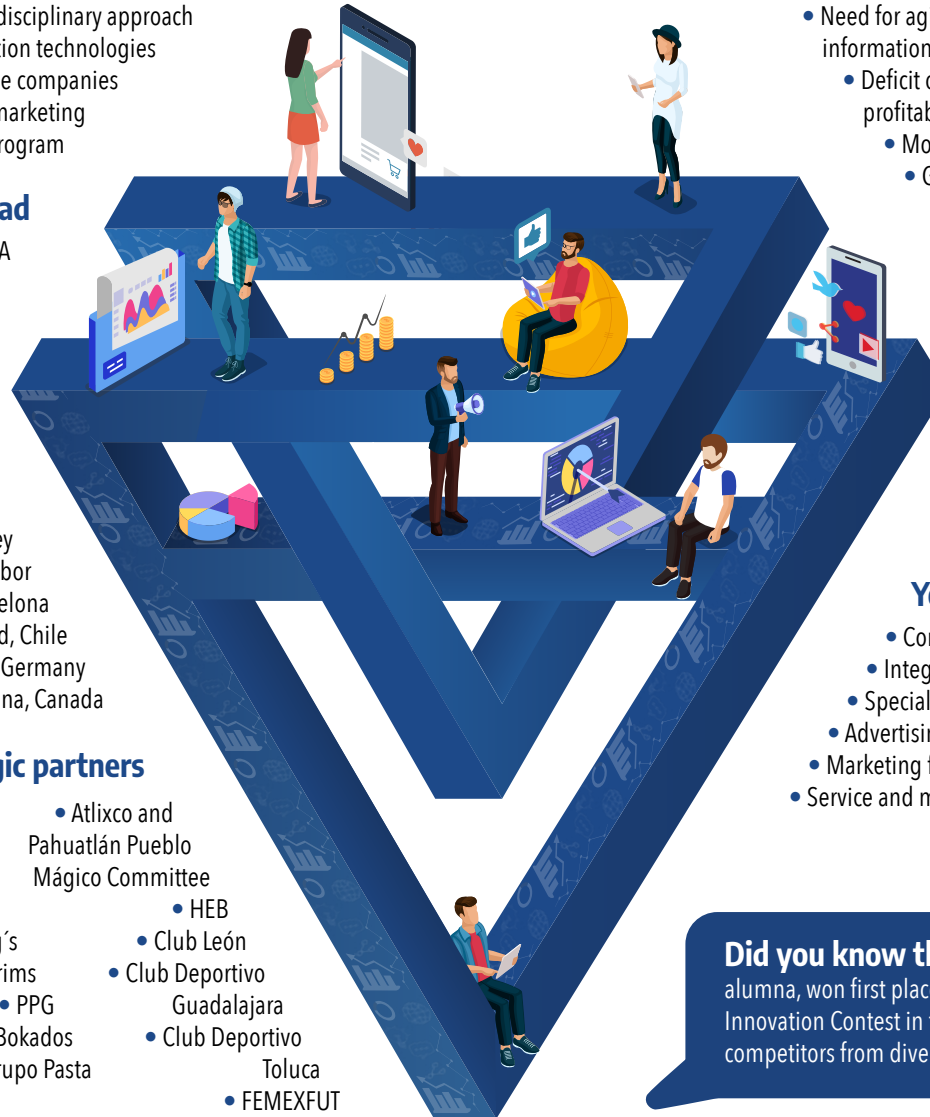 disciplinary approach
tion technologies
e companies
marketing
rogram
ad
A
ey
bor
elona
d, Chile
Germany
na, Canada
gic partners
• Atlixco and
Pahuatlán Pueblo
Mágico Committee
• HEB
• Club León
• Club Deportivo
Guadalajara
• Club Deportivo
Toluca
• FEMEXFUT
g´s
rims
• PPG
Bokados
rupo Pasta
• Need for ag
information
• Deficit o
profitab
• Mo
• G
Yo
• Con
• Integ
• Special
• Advertisin
• Marketing f
• Service and m
Did you know th
alumna, won first place
Innovation Contest in
competitors from dive